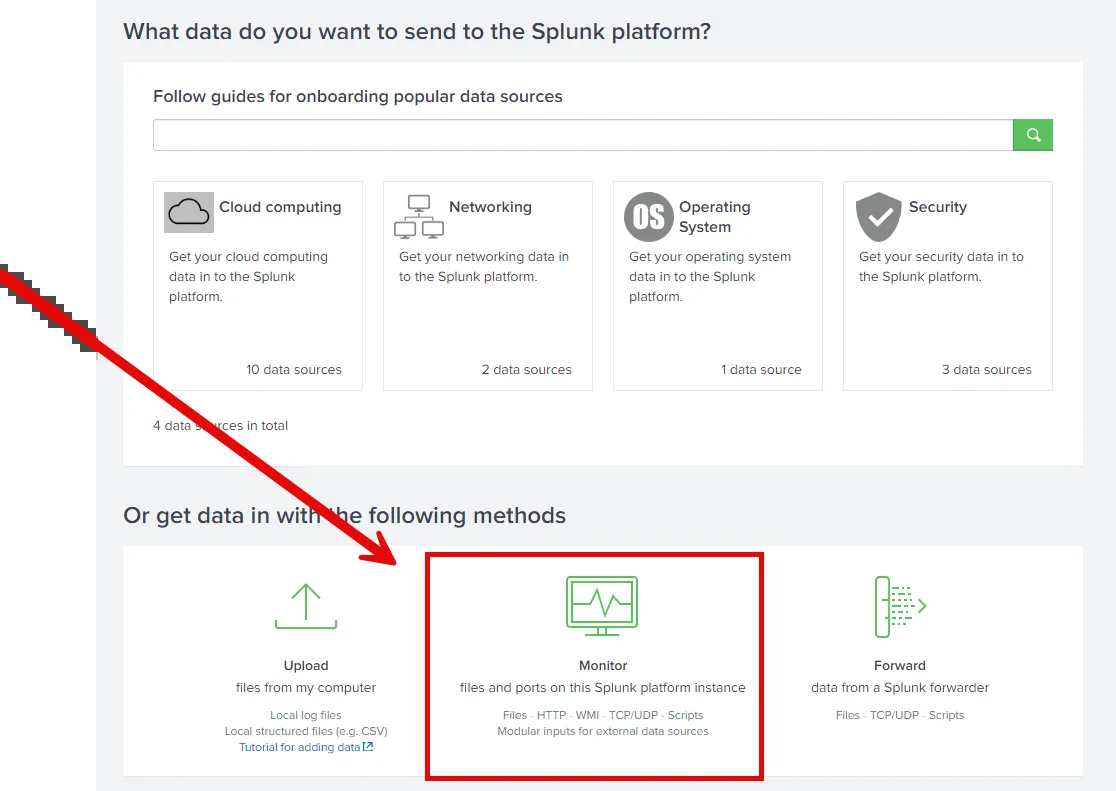 What data do you want to send to the Splunk platform?
Follow guides for onboarding popular data sources
Cloud computing
Get your cloud computing
data in to the Splunk
platform.
10 data sources
Networking
Get your networking data in
to the Splunk platform.
2 data sources
OS
Operating
System
Get your operating system
data in to the Splunk
platform.
1 data source
Security
Get your security data in to
the Splunk platform.
3 data sources
4 data sources in total
Or get data in with the following methods
Upload
files from my computer
Local log files
Local structured files (e.g. CSV)
Tutorial for adding data
Monitor
files and ports on this Splunk platform instance
Files - HTTP - WMI - TCP/UDP - Scripts
Modular inputs for external data sources
Forward
data from a Splunk forwarder
Files - TCP/UDP - Scripts